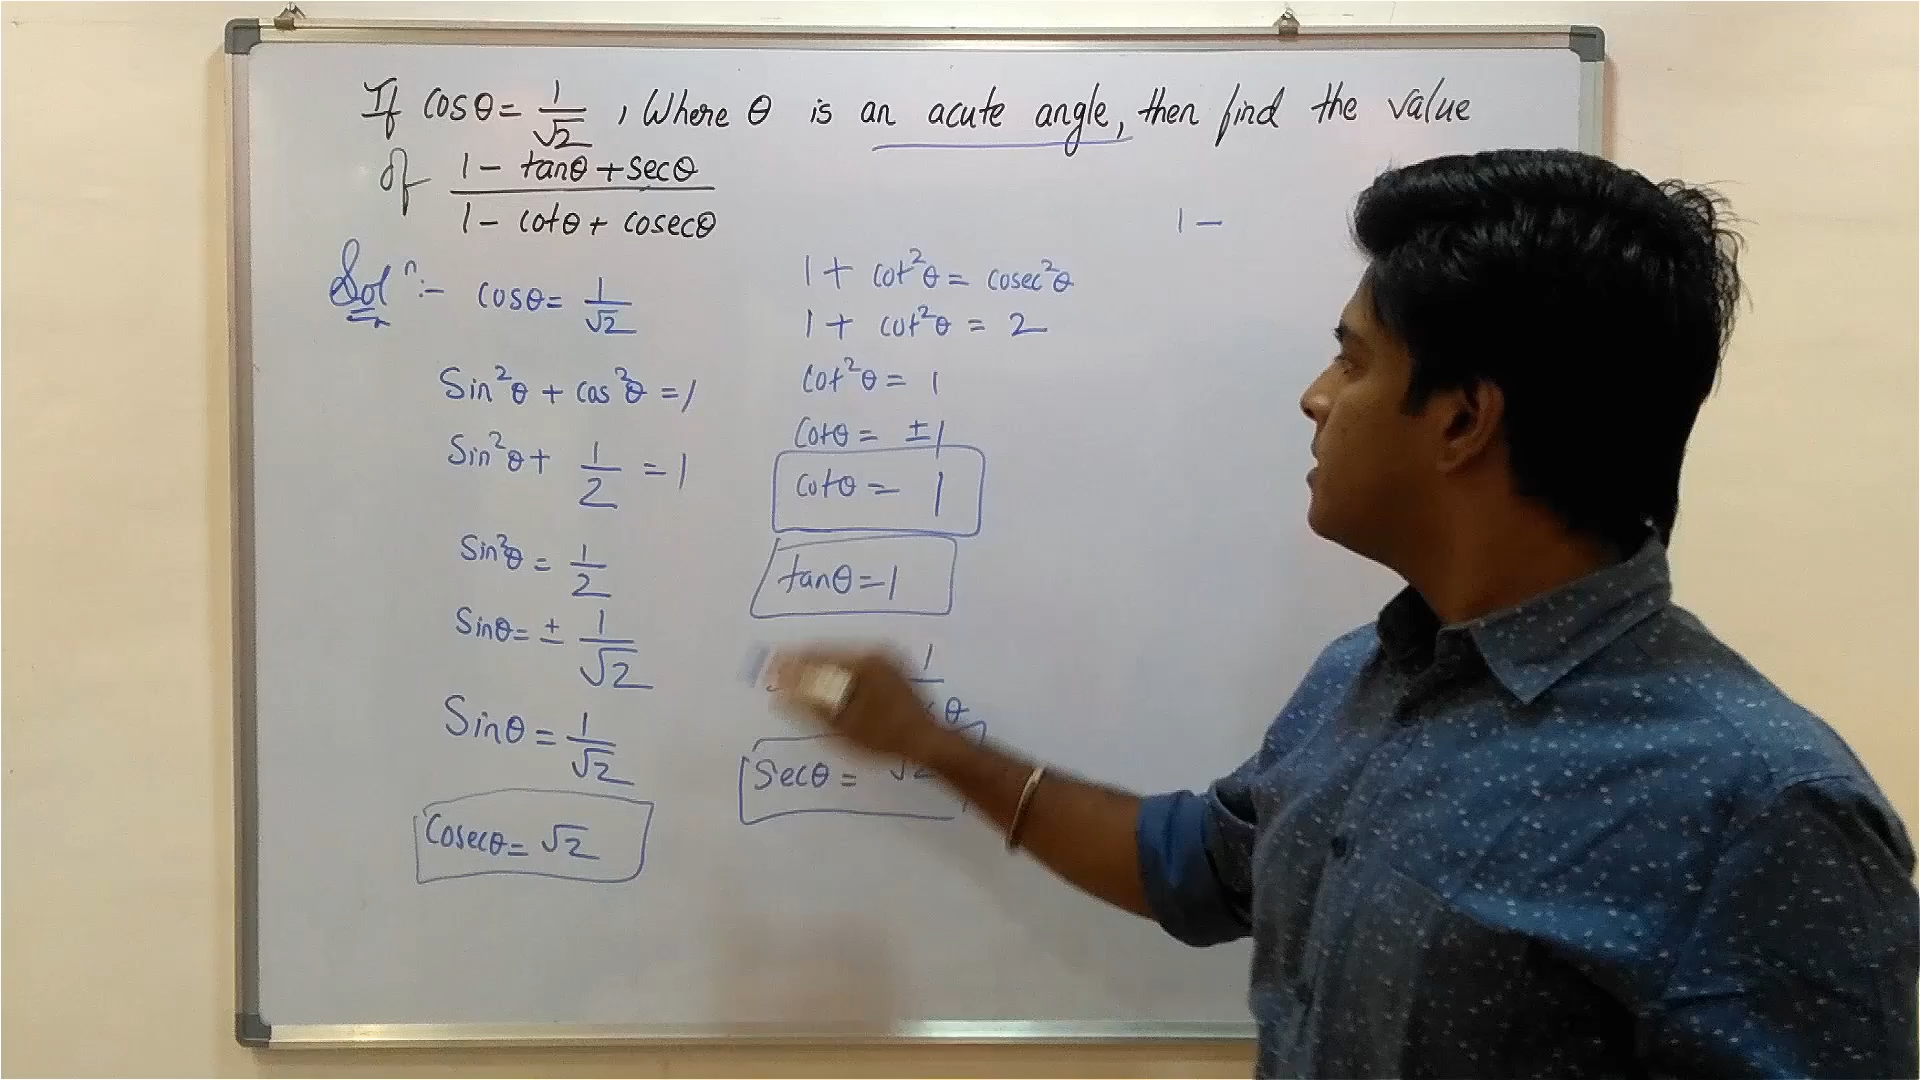 If cosθ = 1/√2 , Where θ is an acute angle, then find the value
of (1 - tanθ + secθ)/(1 - cotθ + cosecθ)
1 -
Solⁿ :- cosθ = 1/√2
Sin²θ + cos²θ = 1
Sin²θ + 1/2 = 1
Sin²θ = 1/2
Sinθ = ± 1/√2
Sinθ = 1/√2
Cosecθ = √2
1 + cot²θ = cosec²θ
1 + cot²θ = 2
Cot²θ = 1
Cotθ = ±1
cotθ = 1
tanθ = 1
1
θ
Secθ = √2